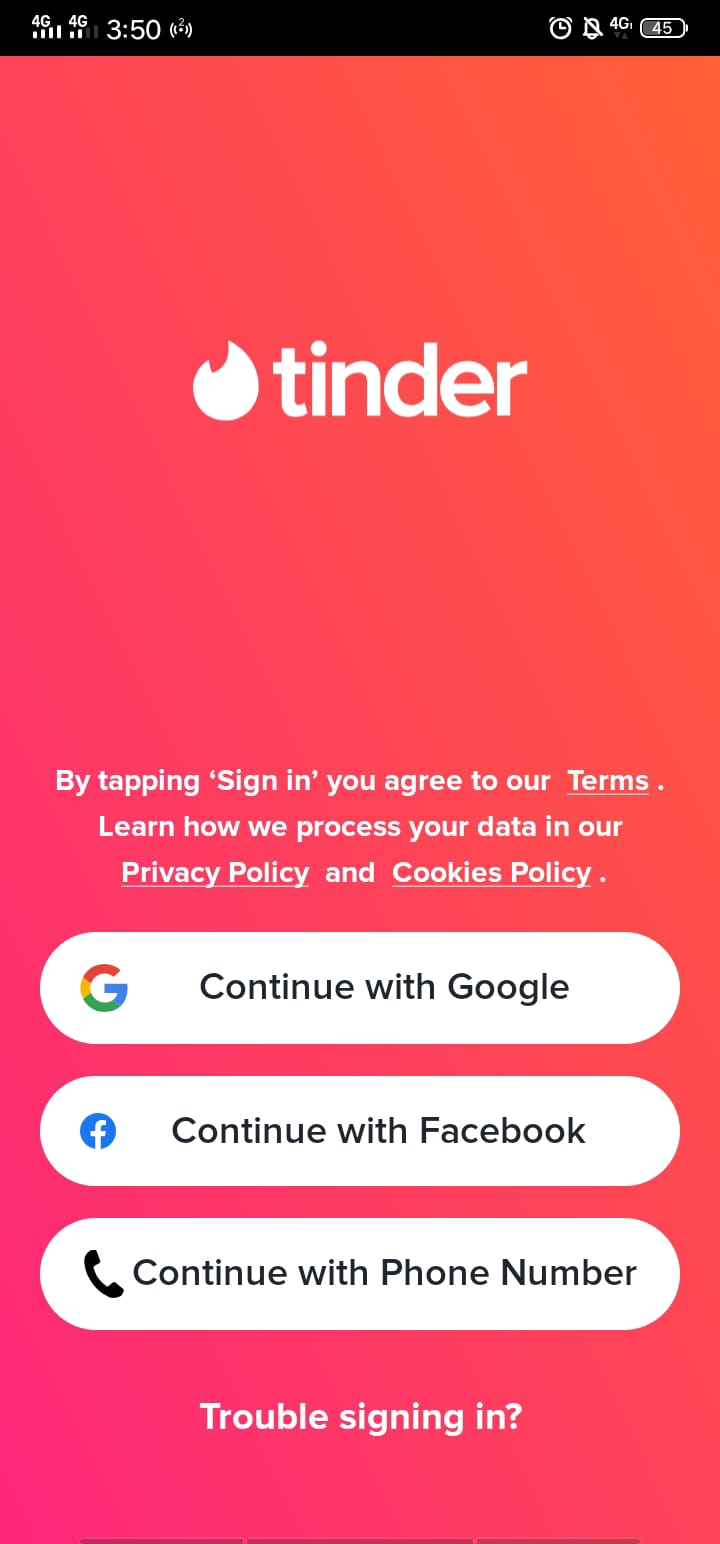 4G 4G 3:50 2 4G 45
tinder
By tapping ‘Sign in’ you agree to our Terms .
Learn how we process your data in our
Privacy Policy and Cookies Policy .
Continue with Google
Continue with Facebook
Continue with Phone Number
Trouble signing in?